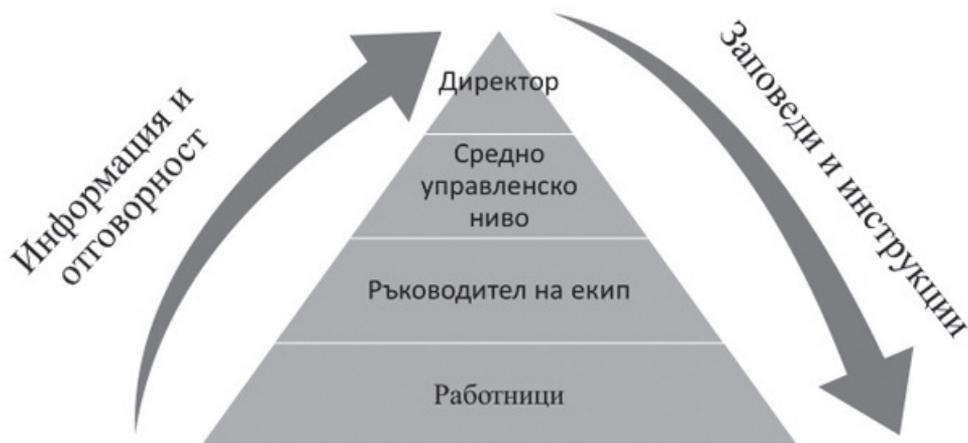 Информация и
отговорност
Заповеди и инструкции
Директор
Средно
управленско
ниво
Ръководител на екип
Работници